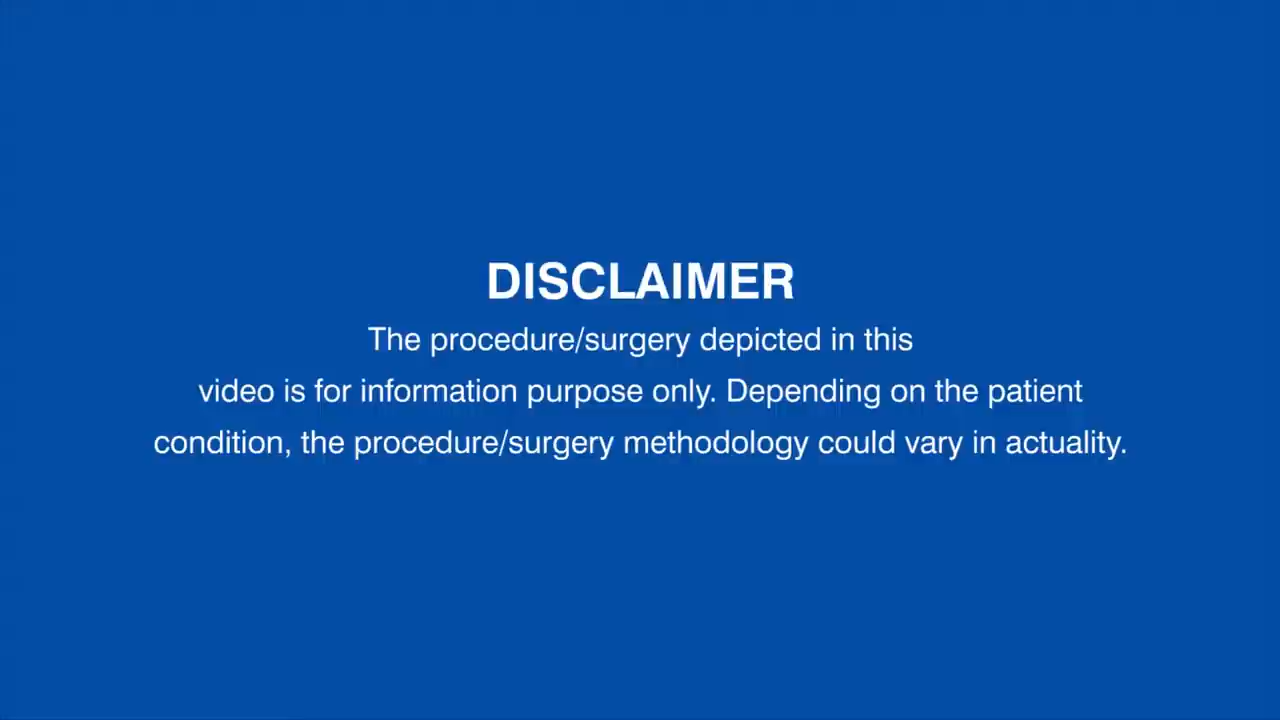 DISCLAIMER
The procedure/surgery depicted in this
video is for information purpose only. Depending on the patient
condition, the procedure/surgery methodology could vary in actuality.